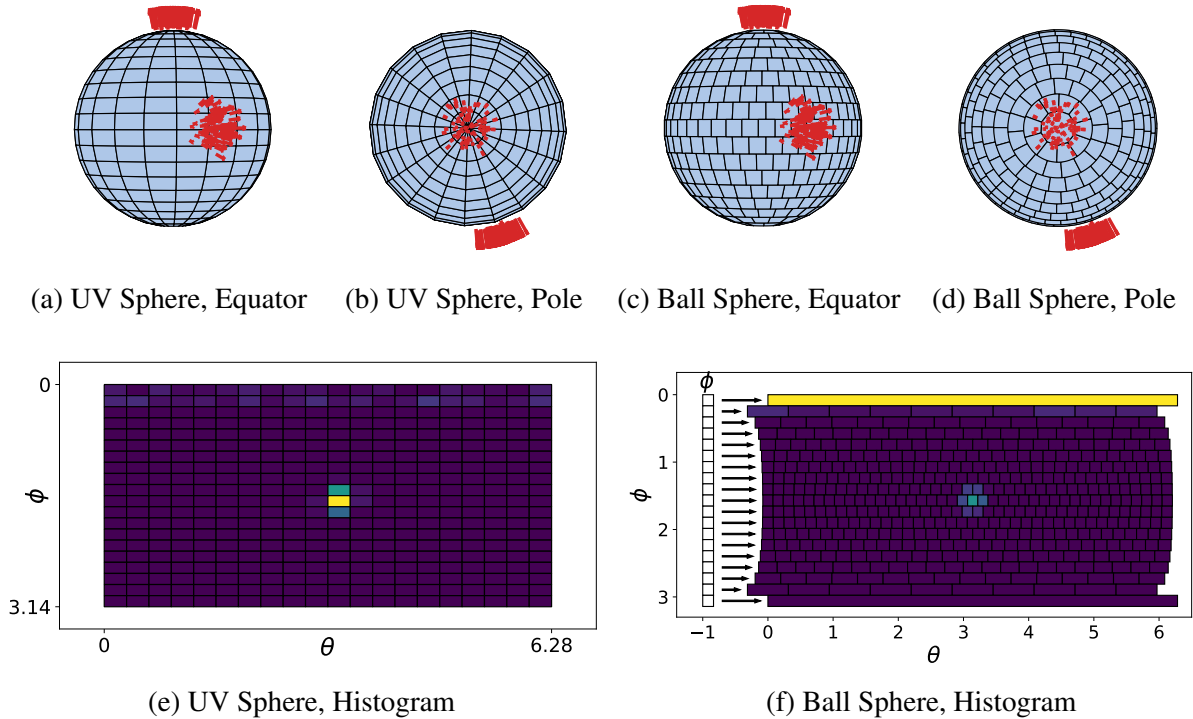 (a) UV Sphere, Equator (b) UV Sphere, Pole (c) Ball Sphere, Equator (d) Ball Sphere, Pole
0
ϕ
3.14
0 θ 6.28
(e) UV Sphere, Histogram
ϕ
0
1
ϕ
2
3
−1 0 1 2 3 4 5 6
θ
(f) Ball Sphere, Histogram